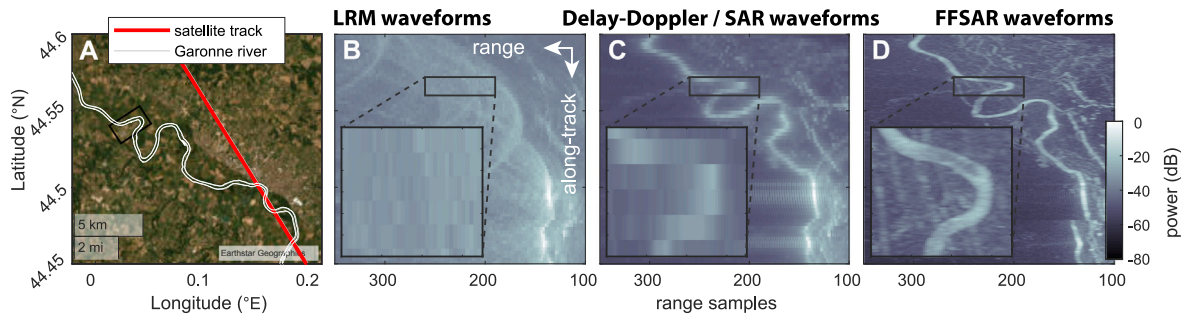 LRM waveforms
Delay-Doppler / SAR waveforms
FFSAR waveforms
A
satellite track
Garonne river
B
range
along-track
C
D
Latitude (°N)
44.6
44.55
44.5
44.45
5 km
2 mi
Earthstar Geographics
0
0.1
0.2
Longitude (°E)
300
200
100
300
200
100
range samples
300
200
100
0
-20
-40
-60
-80
power (dB)